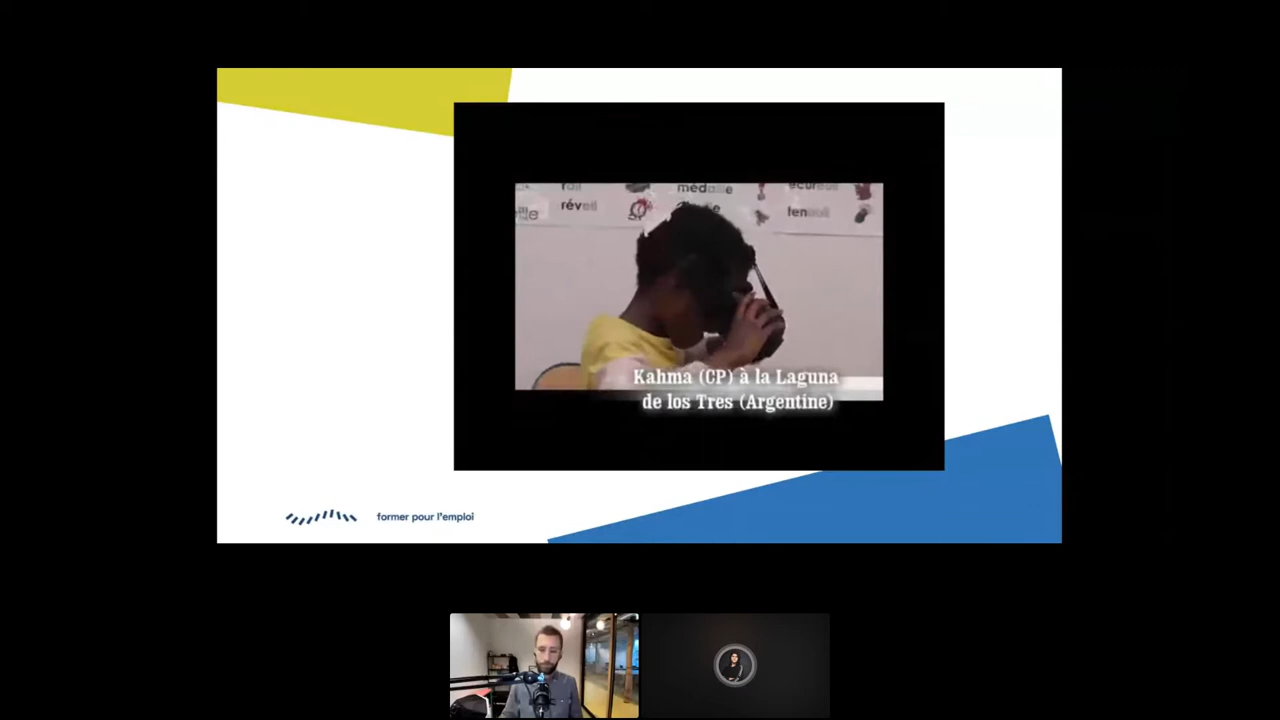 rail
médaille
écureuil
réveil
fenouil
Kahma (CP) à la Laguna
de los Tres (Argentine)
former pour l'emploi